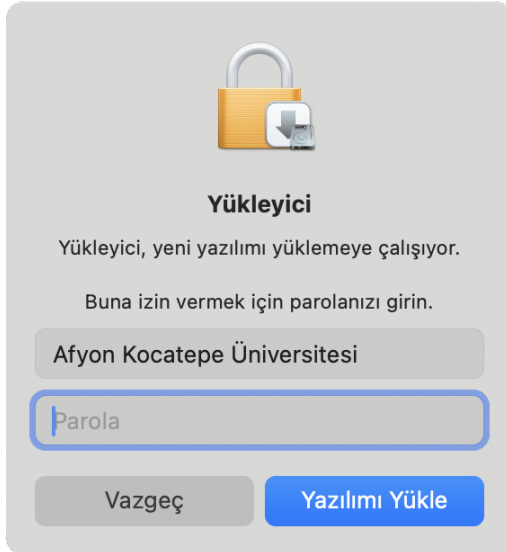 Yükleyici
Yükleyici, yeni yazılımı yüklemeye çalışıyor.
Buna izin vermek için parolanızı girin.
Afyon Kocatepe Üniversitesi
Parola
Vazgeç
Yazılımı Yükle